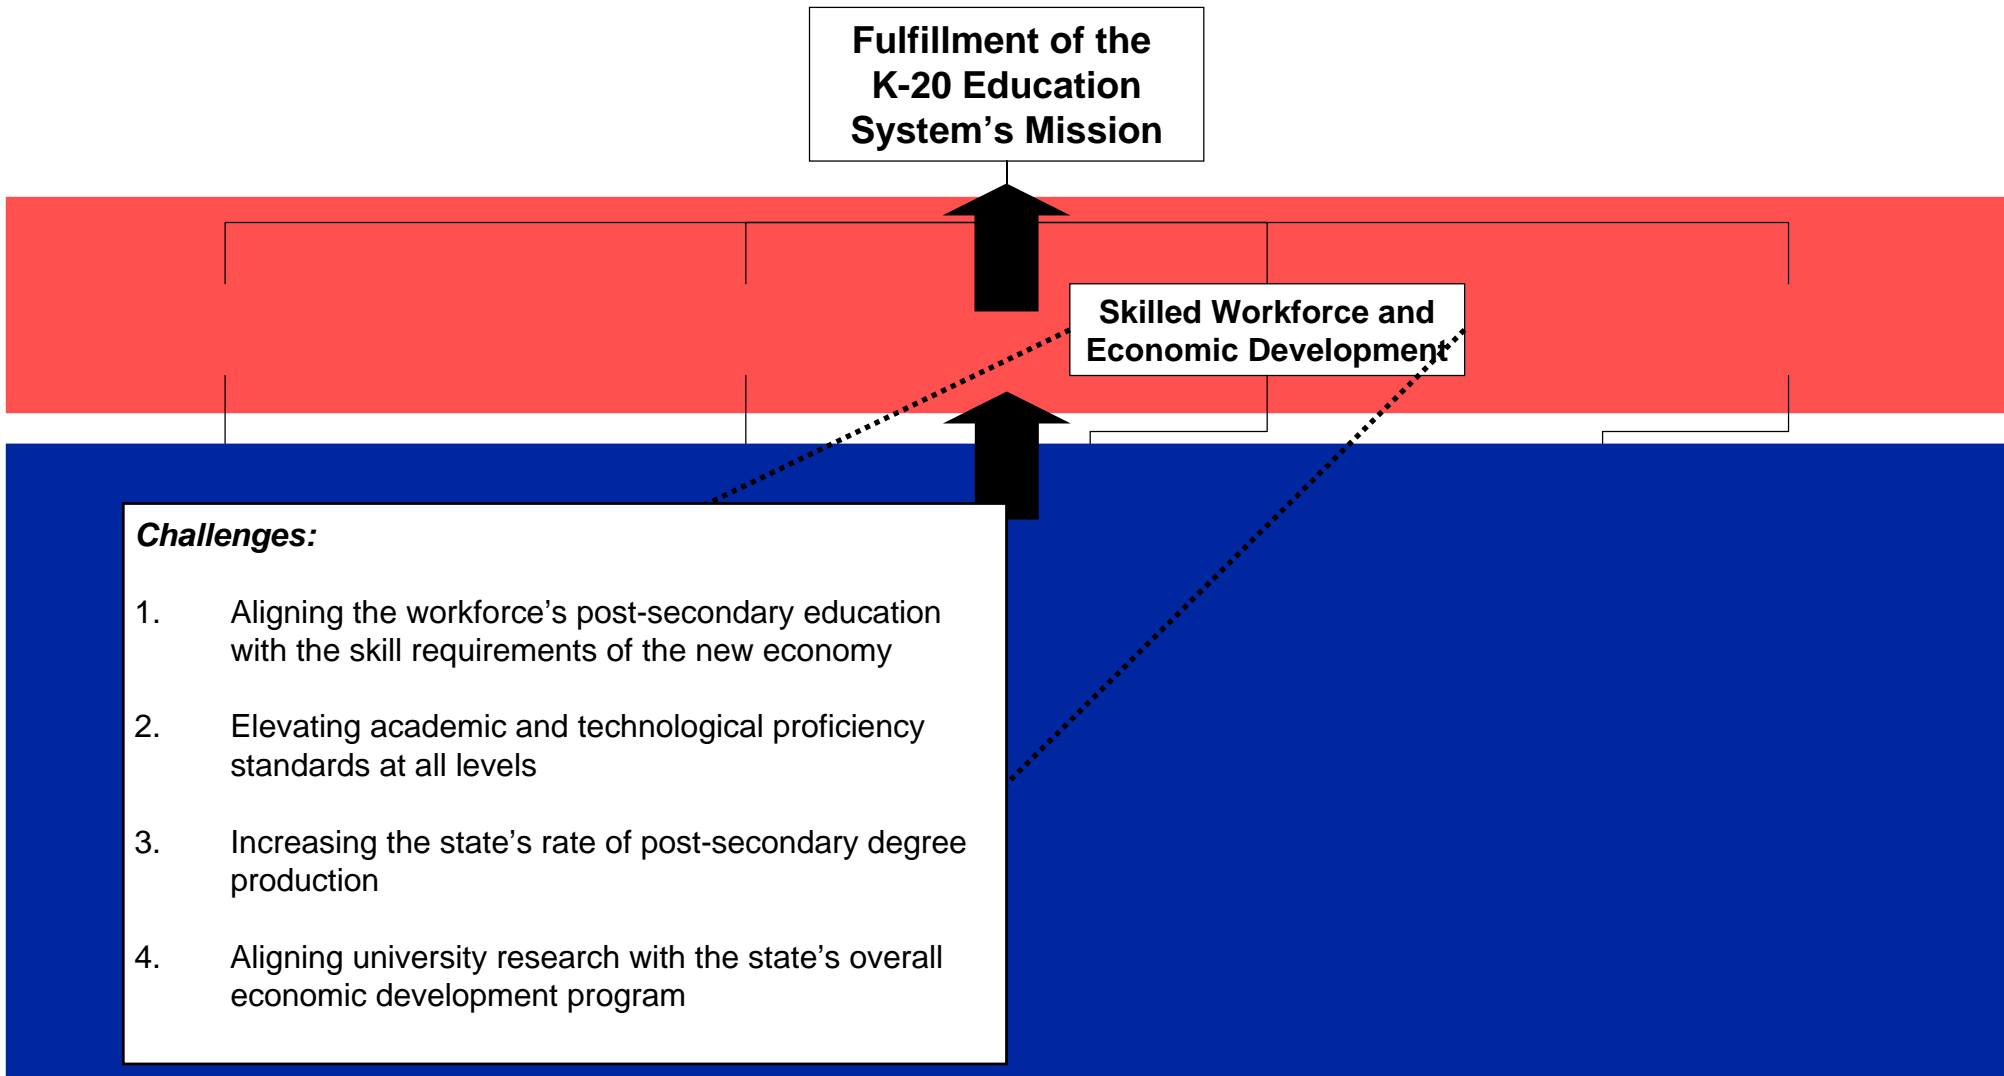 Fulfillment of the
K-20 Education
System’s Mission
Skilled Workforce and
Economic Development
Challenges:
1. Aligning the workforce’s post-secondary education
with the skill requirements of the new economy
2. Elevating academic and technological proficiency
standards at all levels
3. Increasing the state’s rate of post-secondary degree
production
4. Aligning university research with the state’s overall
economic development program